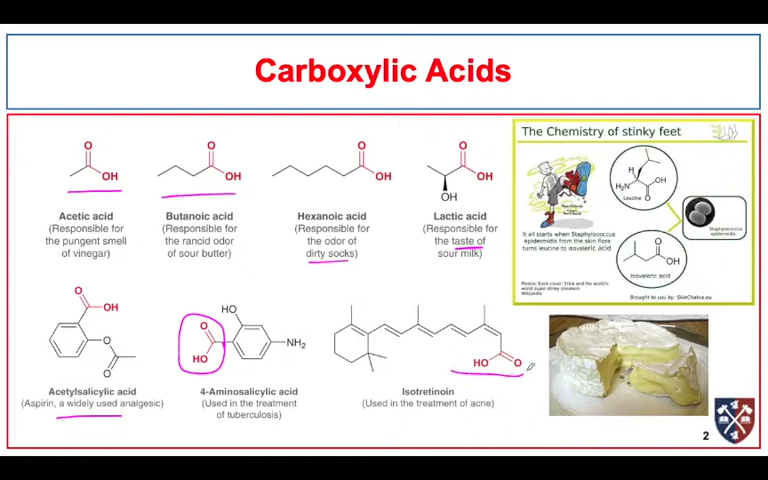 Carboxylic Acids
O
OH
O
OH
O
OH
O
OH
OH
Acetic acid
(Responsible for
the pungent smell
of vinegar)
Butanoic acid
(Responsible for
the rancid odor
of sour butter)
Hexanoic acid
(Responsible for
the odor of
dirty socks)
Lactic acid
(Responsible for
the taste of
sour milk)
The Chemistry of stinky feet
H
H₂N
OH
O
Leucine
Staphylococcus
epidermidis
It all starts when Staphylococcus
epidermidis from the skin flora
turns leucine to isovaleric acid
O
OH
Isovaleric acid
Brought to you by: SkinChakra.eu
O
OH
O
O
Acetylsalicylic acid
(Aspirin, a widely used analgesic)
HO
O
HO
NH₂
4-Aminosalicylic acid
(Used in the treatment
of tuberculosis)
HO
O
Isotretinoin
(Used in the treatment of acne)
2